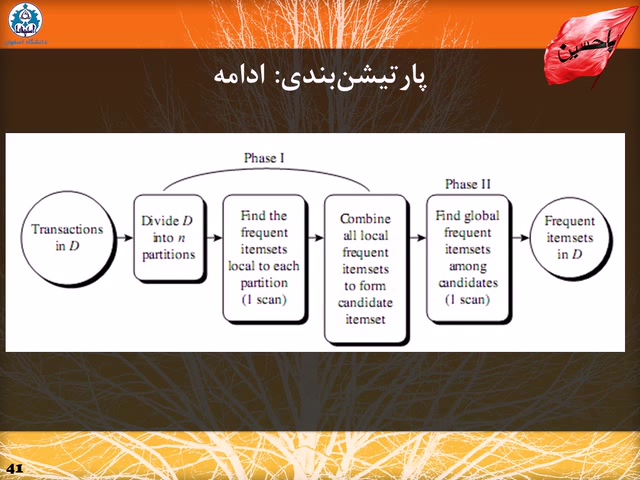 دانشگاه اصفهان
یاحسین
پارتیشن‌بندی: ادامه
Phase I
Phase II
Transactions
in D
Divide D
into n
partitions
Find the
frequent
itemsets
local to each
partition
(1 scan)
Combine
all local
frequent
itemsets
to form
candidate
itemset
Find global
frequent
itemsets
among
candidates
(1 scan)
Frequent
itemsets
in D
41